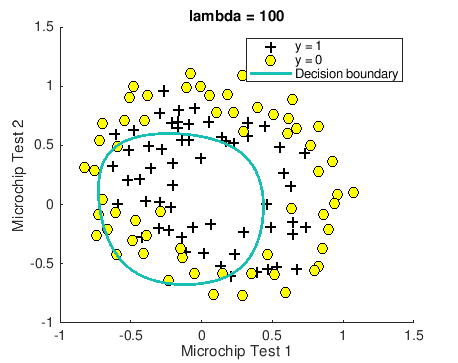 lambda = 100
y = 1
y = 0
Decision boundary
1.5
1
0.5
0
-0.5
-1
Microchip Test 2
-1
-0.5
0
0.5
1
1.5
Microchip Test 1